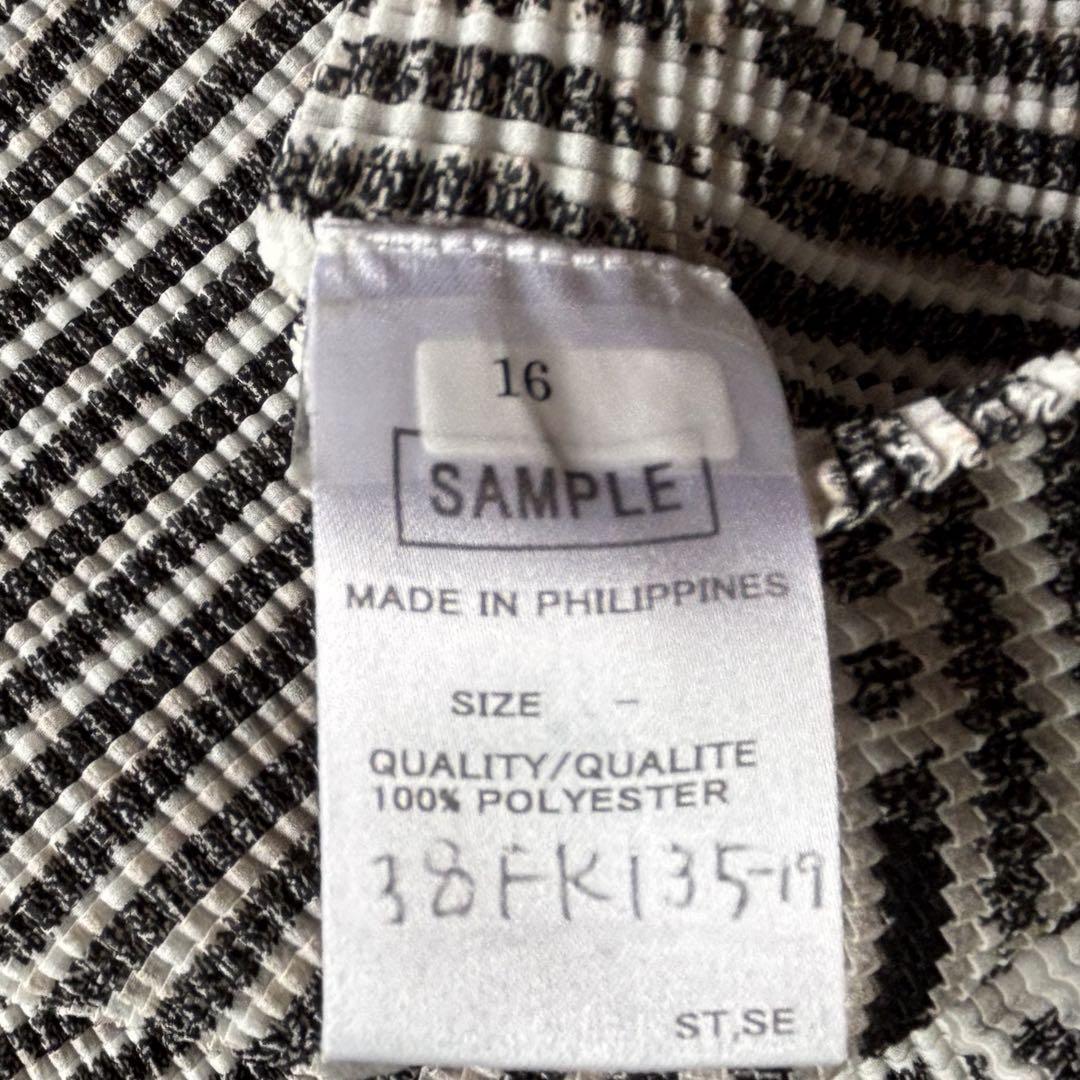 16
SAMPLE
MADE IN PHILIPPINES
SIZE -
QUALITY/QUALITE
100% POLYESTER
38FK135-19
ST,SE